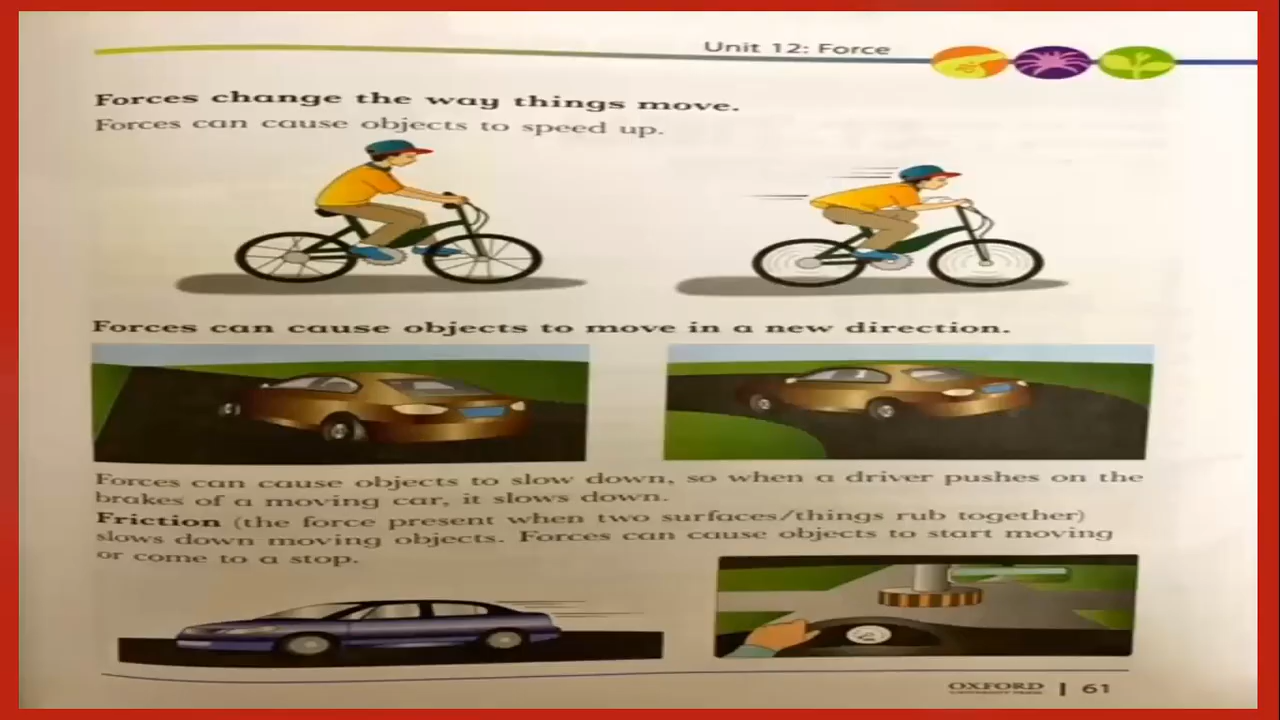 Unit 12: Force
Forces change the way things move.
Forces can cause objects to speed up.
Forces can cause objects to move in a new direction.
Forces can cause objects to slow down, so when a driver pushes on the
brakes of a moving car, it slows down.
Friction (the force present when two surfaces/things rub together)
slows down moving objects. Forces can cause objects to start moving
or come to a stop.
OXFORD
UNIVERSITY PRESS
61